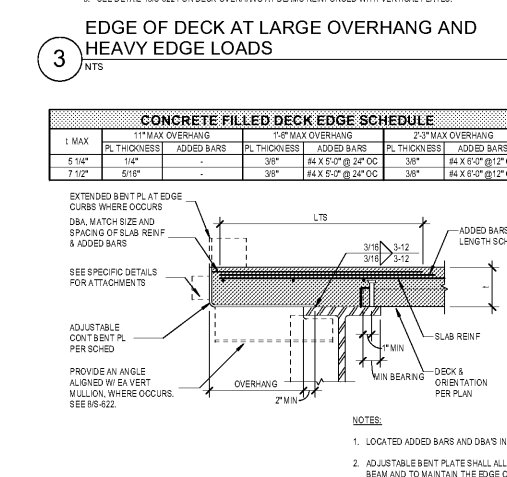 EDGE OF DECK AT LARGE OVERHANG AND
HEAVY EDGE LOADS
3
NTS
CONCRETE FILLED DECK EDGE SCHEDULE
t MAX
11" MAX OVERHANG
1'-6" MAX OVERHANG
2'-3" MAX OVERHANG
PL THICKNESS ADDED BARS PL THICKNESS ADDED BARS PL THICKNESS ADDED BARS
5 1/4" 1/4" - 3/8" #4 X 5'-0" @ 24" OC 3/8" #4 X 6'-0" @12"
7 1/2" 5/16" - 3/8" #4 X 5'-0" @ 24" OC 3/8" #4 X 6'-0" @12"
EXTENDED BENT PL AT EDGE
CURBS WHERE OCCURS
DBA, MATCH SIZE AND
SPACING OF SLAB REINF
& ADDED BARS
SEE SPECIFIC DETAILS
FOR ATTACHMENTS
ADJUSTABLE
CONT BENT PL
PER SCHED
PROVIDE AN ANGLE
ALIGNED W/ EA VERT
MULLION, WHERE OCCURS.
SEE 8/S-622.
LTS
3/16 3-12
3/16 3-12
ADDED BARS
LENGTH SCH
t
SLAB REINF
1" MIN
MIN BEARING
DECK &
ORIENTATION
PER PLAN
OVERHANG
2" MIN
NOTES:
1. LOCATED ADDED BARS AND DBA'S IN
2. ADJUSTABLE BENT PLATE SHALL ALL
BEAM AND TO MAINTAIN THE EDGE